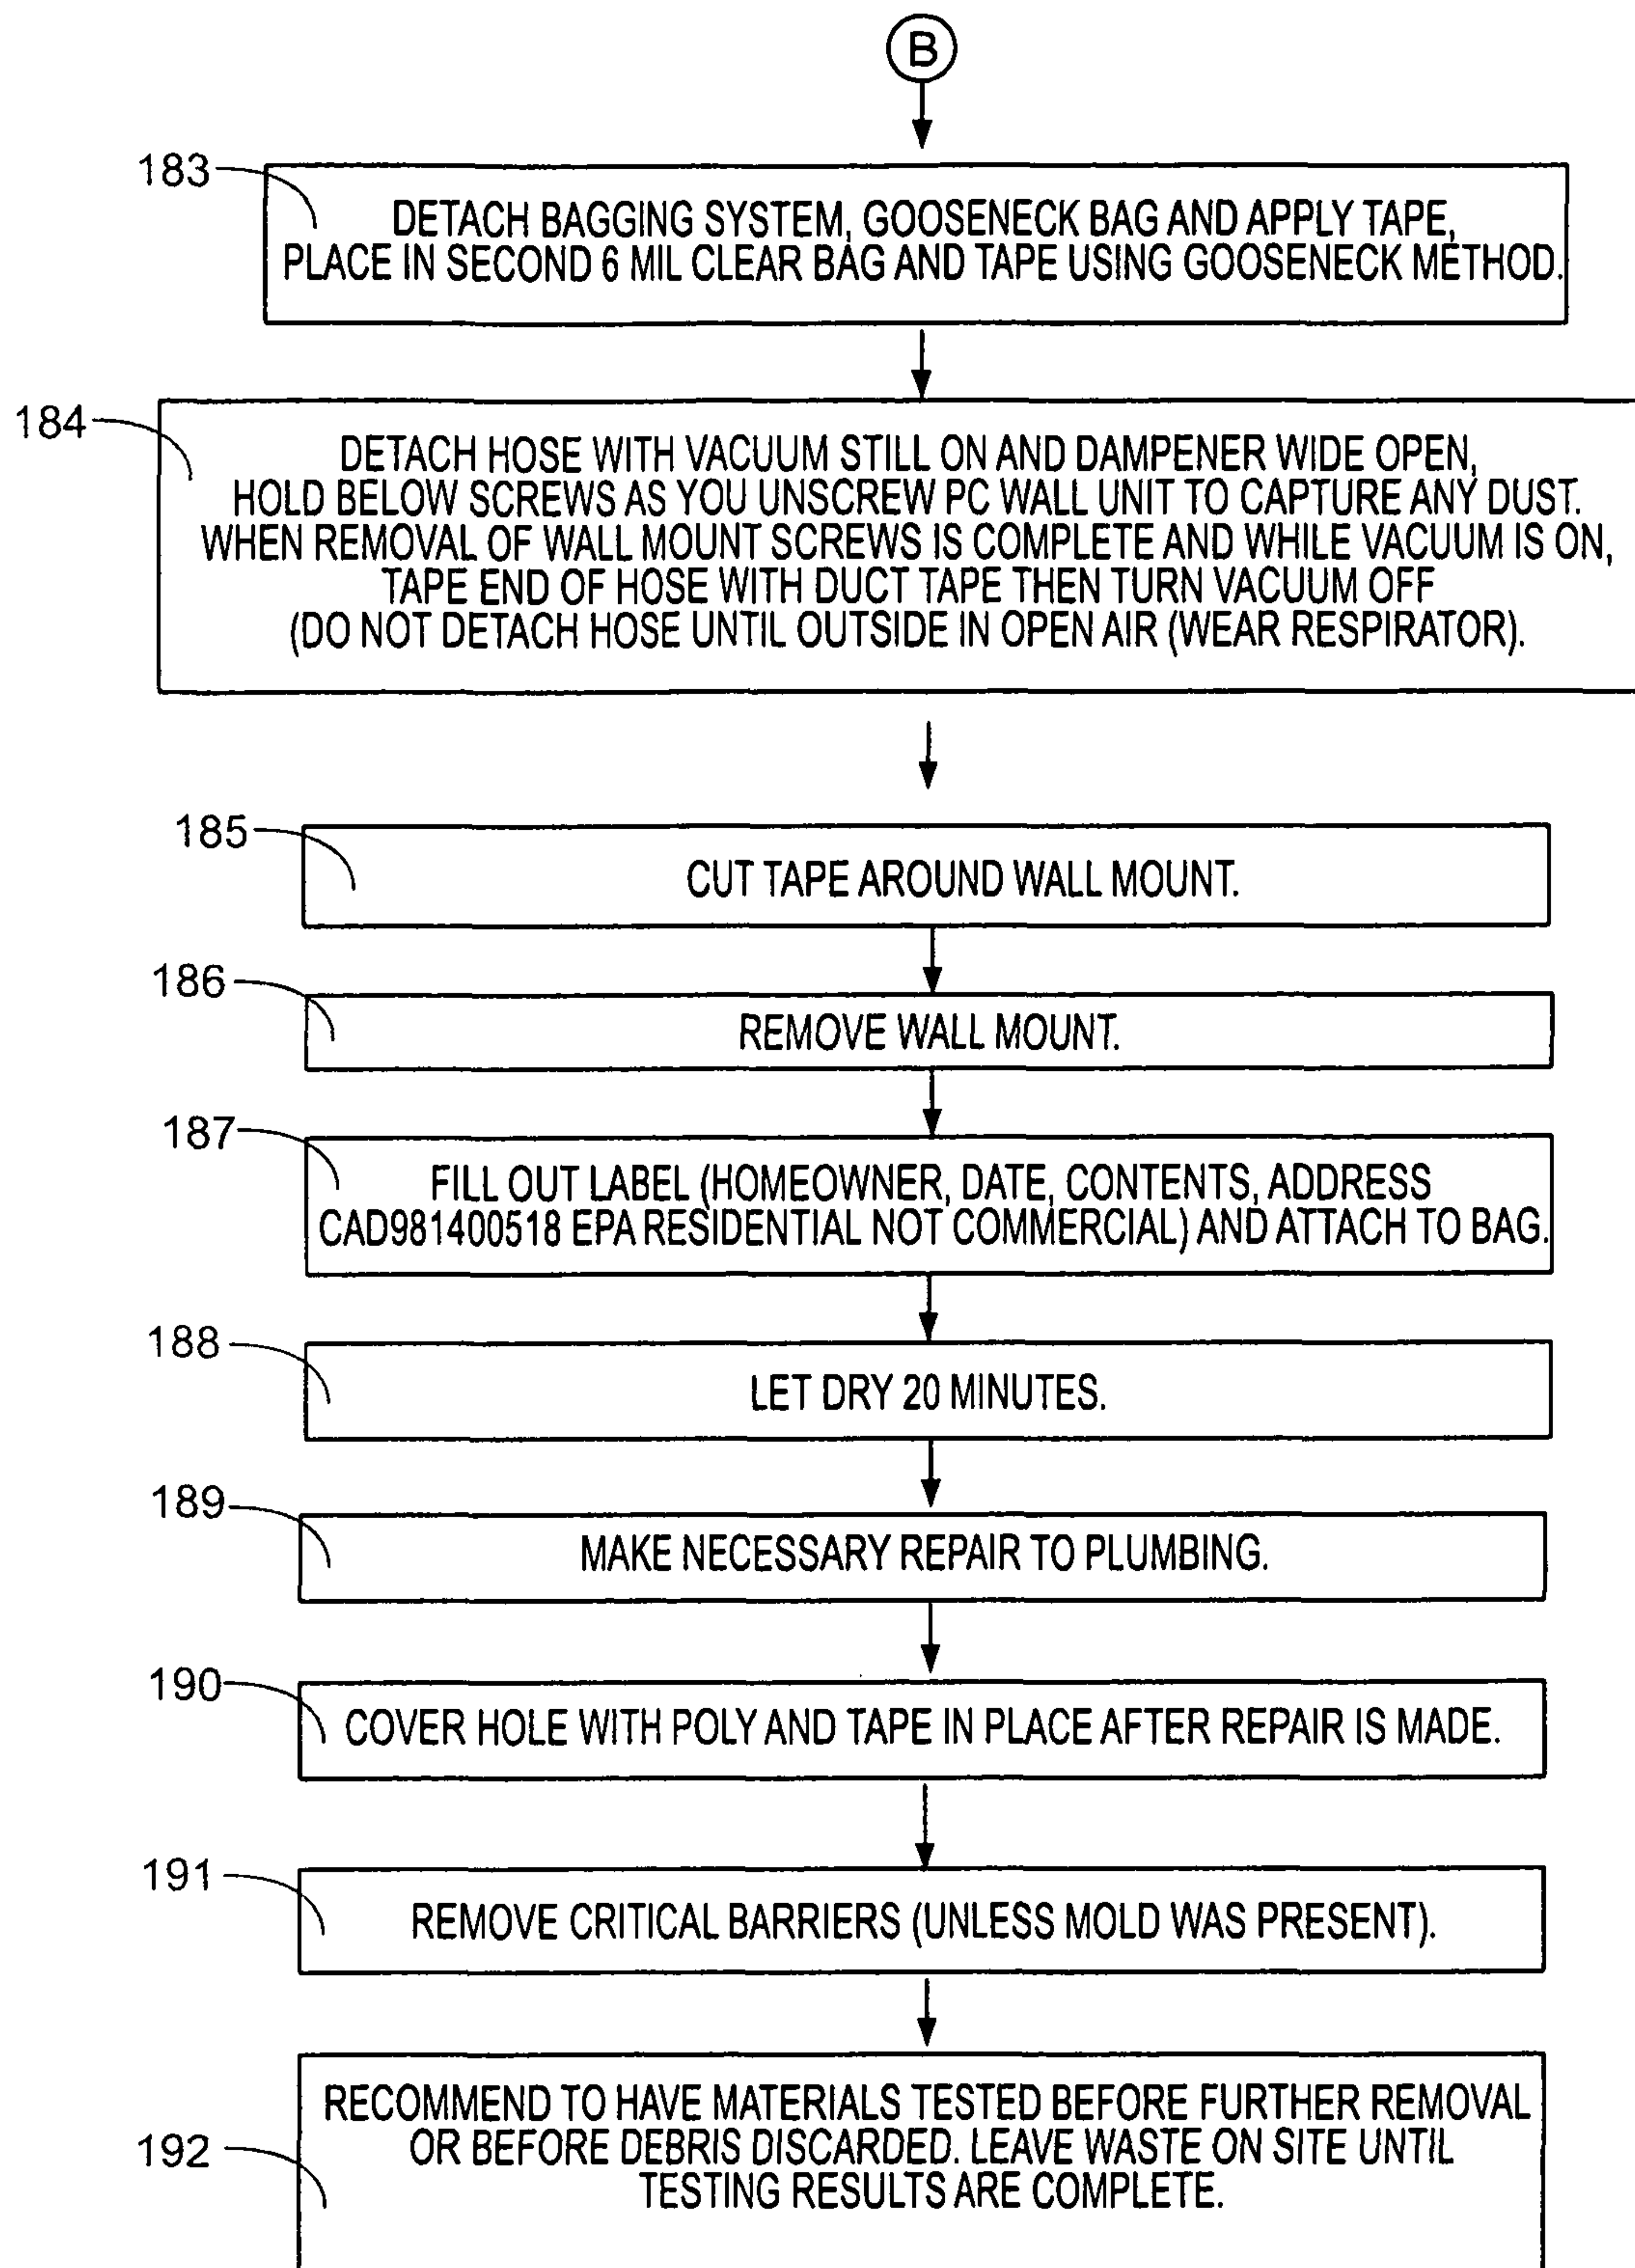 B
183
DETACH BAGGING SYSTEM, GOOSENECK BAG AND APPLY TAPE,
PLACE IN SECOND 6 MIL CLEAR BAG AND TAPE USING GOOSENECK METHOD.
184
DETACH HOSE WITH VACUUM STILL ON AND DAMPENER WIDE OPEN,
HOLD BELOW SCREWS AS YOU UNSCREW PC WALL UNIT TO CAPTURE ANY DUST.
WHEN REMOVAL OF WALL MOUNT SCREWS IS COMPLETE AND WHILE VACUUM IS ON,
TAPE END OF HOSE WITH DUCT TAPE THEN TURN VACUUM OFF
(DO NOT DETACH HOSE UNTIL OUTSIDE IN OPEN AIR (WEAR RESPIRATOR).
185
CUT TAPE AROUND WALL MOUNT.
186
REMOVE WALL MOUNT.
187
FILL OUT LABEL (HOMEOWNER, DATE, CONTENTS, ADDRESS
CAD981400518 EPA RESIDENTIAL NOT COMMERCIAL) AND ATTACH TO BAG.
188
LET DRY 20 MINUTES.
189
MAKE NECESSARY REPAIR TO PLUMBING.
190
COVER HOLE WITH POLY AND TAPE IN PLACE AFTER REPAIR IS MADE.
191
REMOVE CRITICAL BARRIERS (UNLESS MOLD WAS PRESENT).
192
RECOMMEND TO HAVE MATERIALS TESTED BEFORE FURTHER REMOVAL
OR BEFORE DEBRIS DISCARDED. LEAVE WASTE ON SITE UNTIL
TESTING RESULTS ARE COMPLETE.